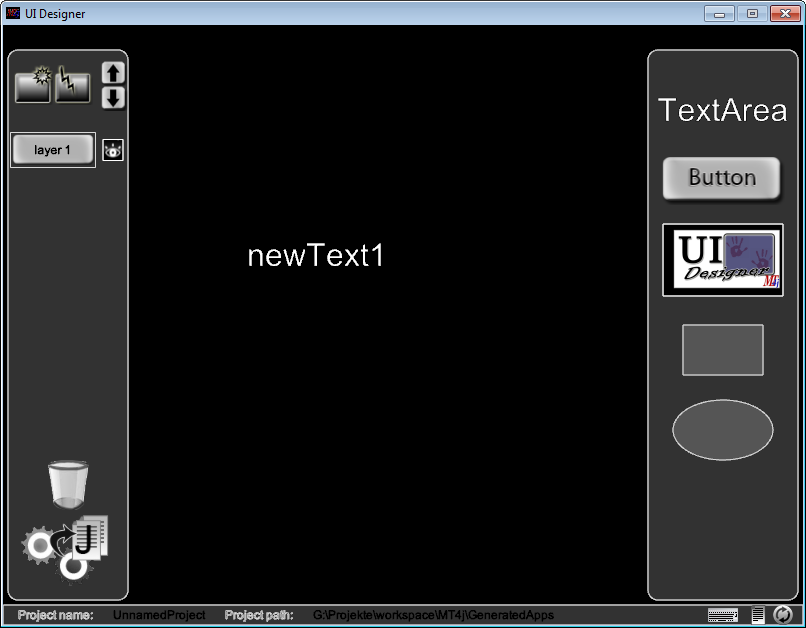 UI Designer
layer 1
newText1
TextArea
Button
UI
Designer
MT4j
J
Project name: UnnamedProject Project path: G:\Projekte\workspace\MT4j\GeneratedApps